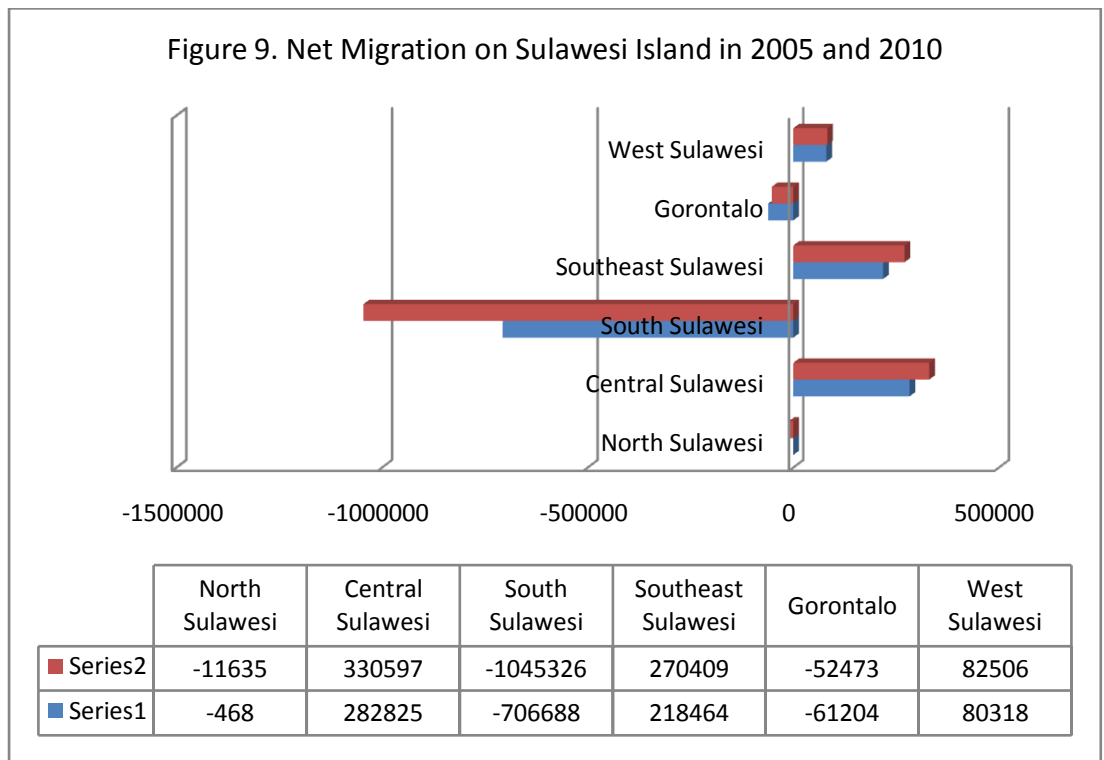 Figure 9. Net Migration on Sulawesi Island in 2005 and 2010
West Sulawesi
Gorontalo
Southeast Sulawesi
South Sulawesi
Central Sulawesi
North Sulawesi
-1500000 -1000000 -500000 0 500000
North Sulawesi Central Sulawesi South Sulawesi Southeast Sulawesi Gorontalo West Sulawesi
Series2 -11635 330597 -1045326 270409 -52473 82506
Series1 -468 282825 -706688 218464 -61204 80318